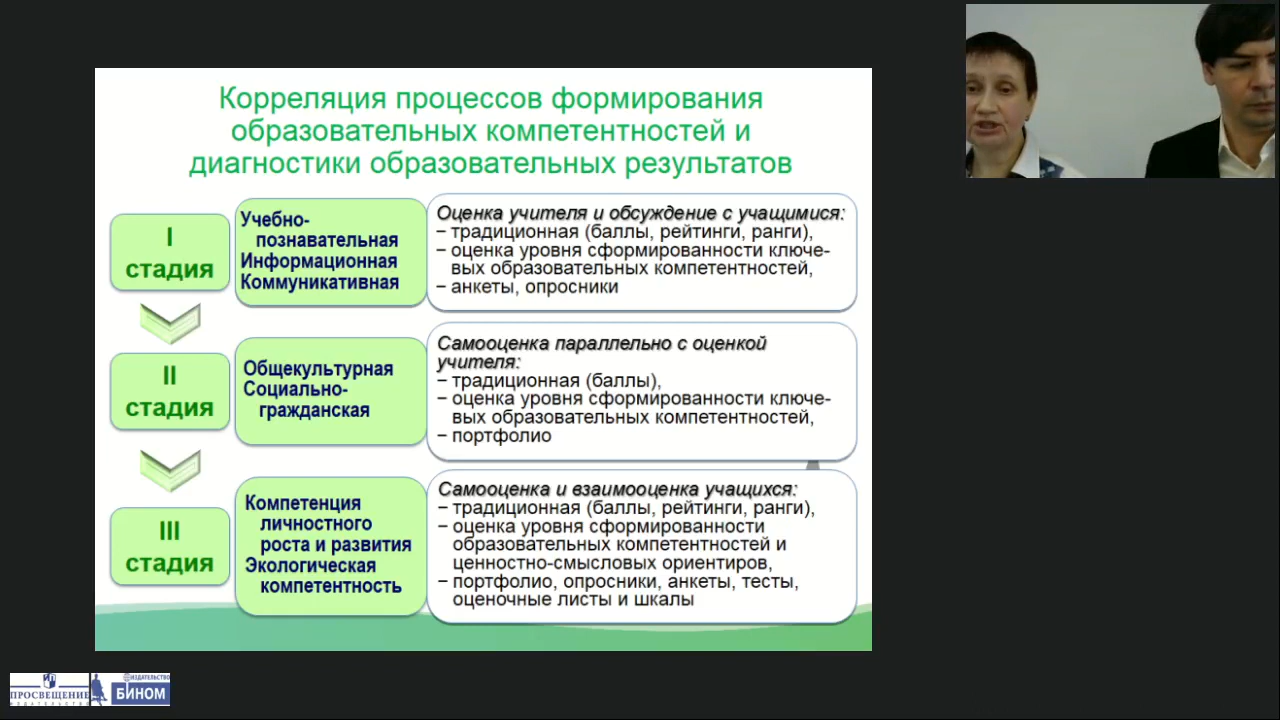 Корреляция процессов формирования
образовательных компетентностей и
диагностики образовательных результатов
I
стадия
Учебно-
познавательная
Информационная
Коммуникативная
Оценка учителя и обсуждение с учащимися:
− традиционная (баллы, рейтинги, ранги),
− оценка уровня сформированности ключе-
вых образовательных компетентностей,
− анкеты, опросники
II
стадия
Общекультурная
Социально-
гражданская
Самооценка параллельно с оценкой
учителя:
− традиционная (баллы),
− оценка уровня сформированности ключе-
вых образовательных компетентностей,
− портфолио
III
стадия
Компетенция
личностного
роста и развития
Экологическая
компетентность
Самооценка и взаимооценка учащихся:
− традиционная (баллы, рейтинги, ранги),
− оценка уровня сформированности
образовательных компетентностей и
ценностно-смысловых ориентиров,
− портфолио, опросники, анкеты, тесты,
оценочные листы и шкалы
ПРОСВЕЩЕНИЕ
ИЗДАТЕЛЬСТВО
ИЗДАТЕЛЬСТВО
БИНОМ